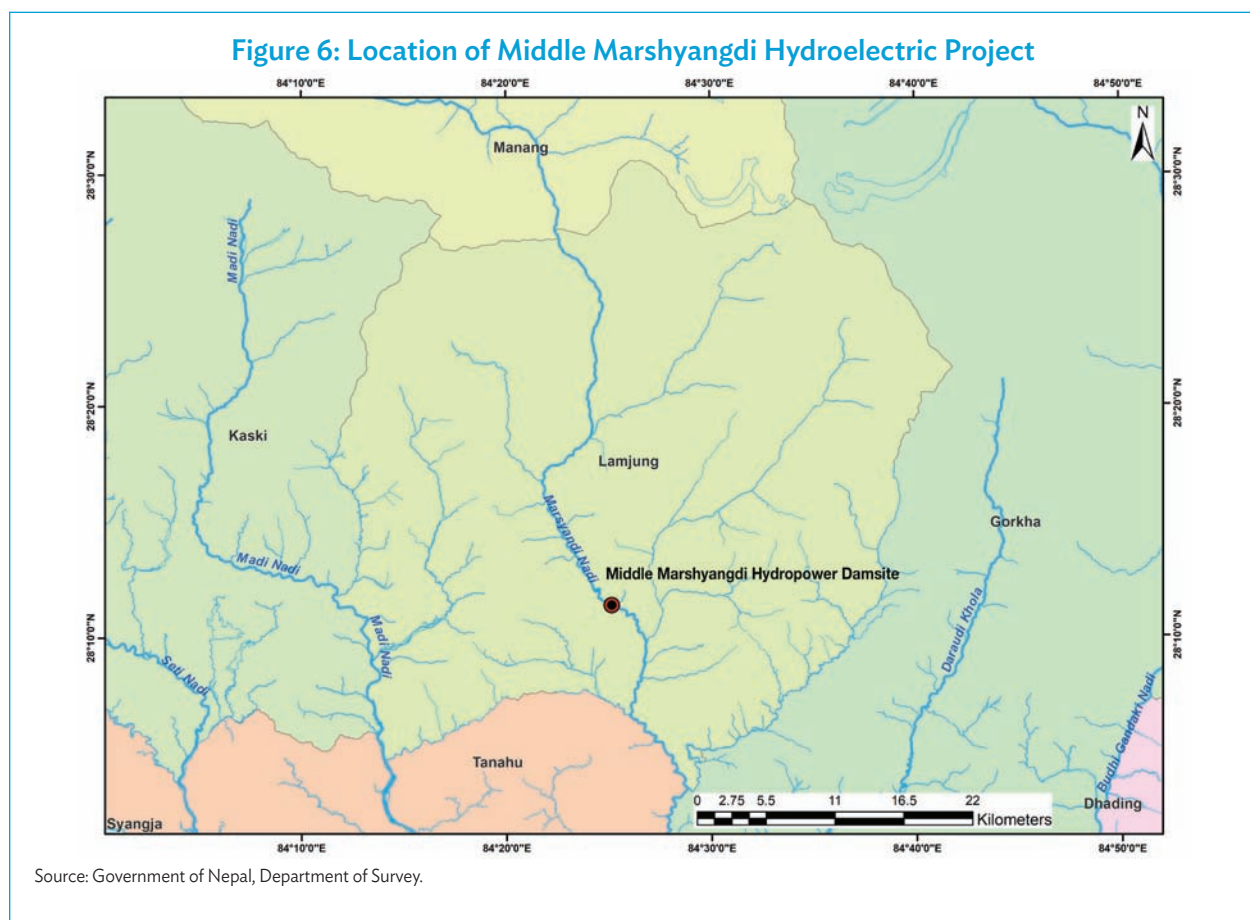 Figure 6: Location of Middle Marshyangdi Hydroelectric Project
84°10'0"E 84°20'0"E 84°30'0"E 84°40'0"E 84°50'0"E
N
Manang
28°30'0"N 28°30'0"N
Madi Nadi
28°20'0"N 28°20'0"N
Kaski
Lamjung
Marsyandi Nadi
Gorkha
Madi Nadi
Middle Marshyangdi Hydropower Damsite
Daraudi Khola
Madi Nadi
28°10'0"N 28°10'0"N
Seti Nadi
Budhi Gandaki Nadi
Tanahu
0 2.75 5.5 11 16.5 22
Kilometers
Dhading
Syangja
84°10'0"E 84°20'0"E 84°30'0"E 84°40'0"E 84°50'0"E
Source: Government of Nepal, Department of Survey.